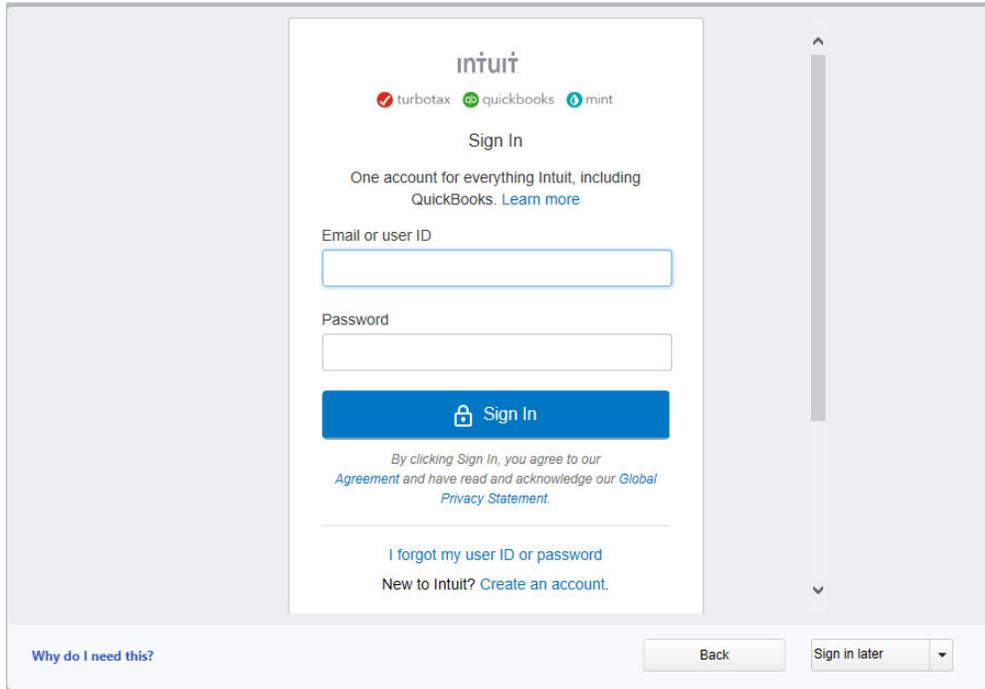 intuit
turbotax quickbooks mint
Sign In
One account for everything Intuit, including
QuickBooks. Learn more
Email or user ID
Password
Sign In
By clicking Sign In, you agree to our
Agreement and have read and acknowledge our Global
Privacy Statement.
I forgot my user ID or password
New to Intuit? Create an account.
Why do I need this? Back Sign in later